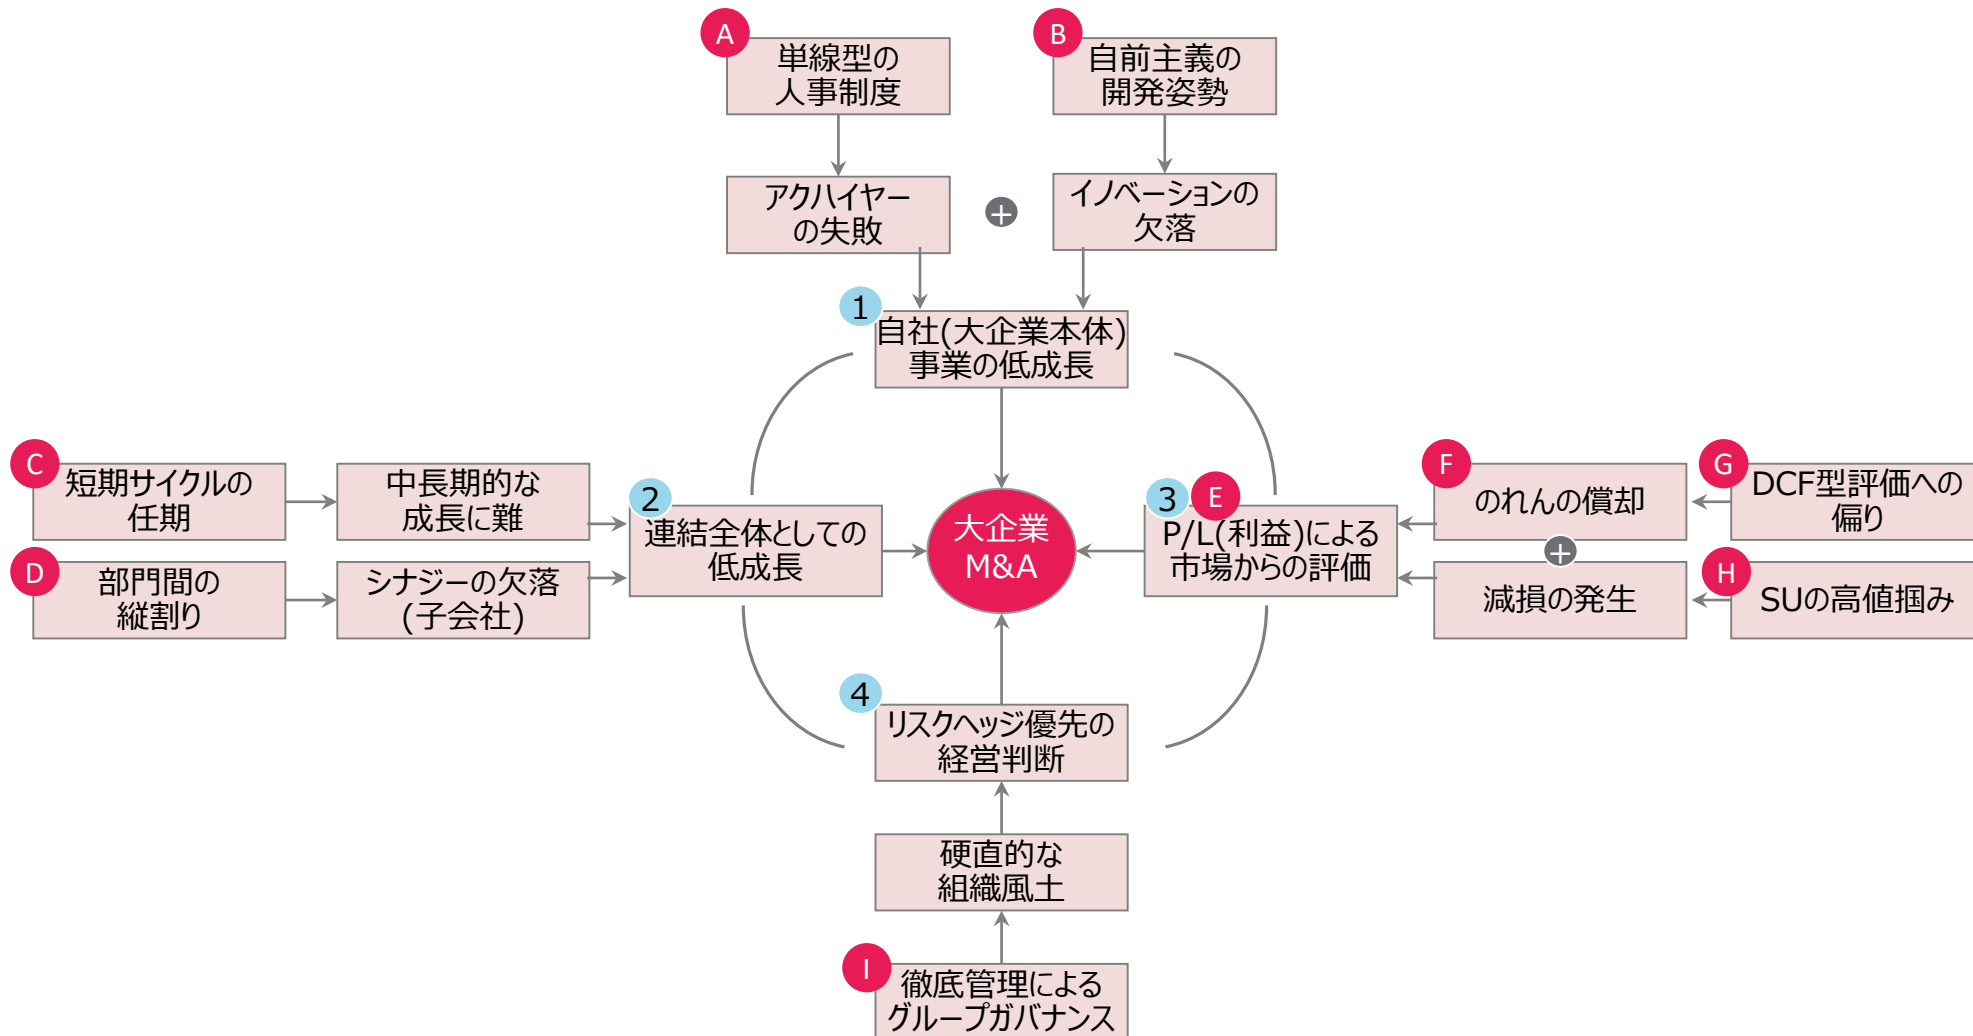 A
単線型の
人事制度
B
自前主義の
開発姿勢
アクハイヤー
の失敗
+
イノベーションの
欠落
1
自社(大企業本体)
事業の低成長
C
短期サイクルの
任期
中長期的な
成長に難
D
部門間の
縦割り
シナジーの欠落
(子会社)
2
連結全体としての
低成長
大企業
M&A
3
E
P/L(利益)による
市場からの評価
F
のれんの償却
G
DCF型評価への
偏り
+
減損の発生
H
SUの高値掴み
4
リスクヘッジ優先の
経営判断
硬直的な
組織風土
I
徹底管理による
グループガバナンス